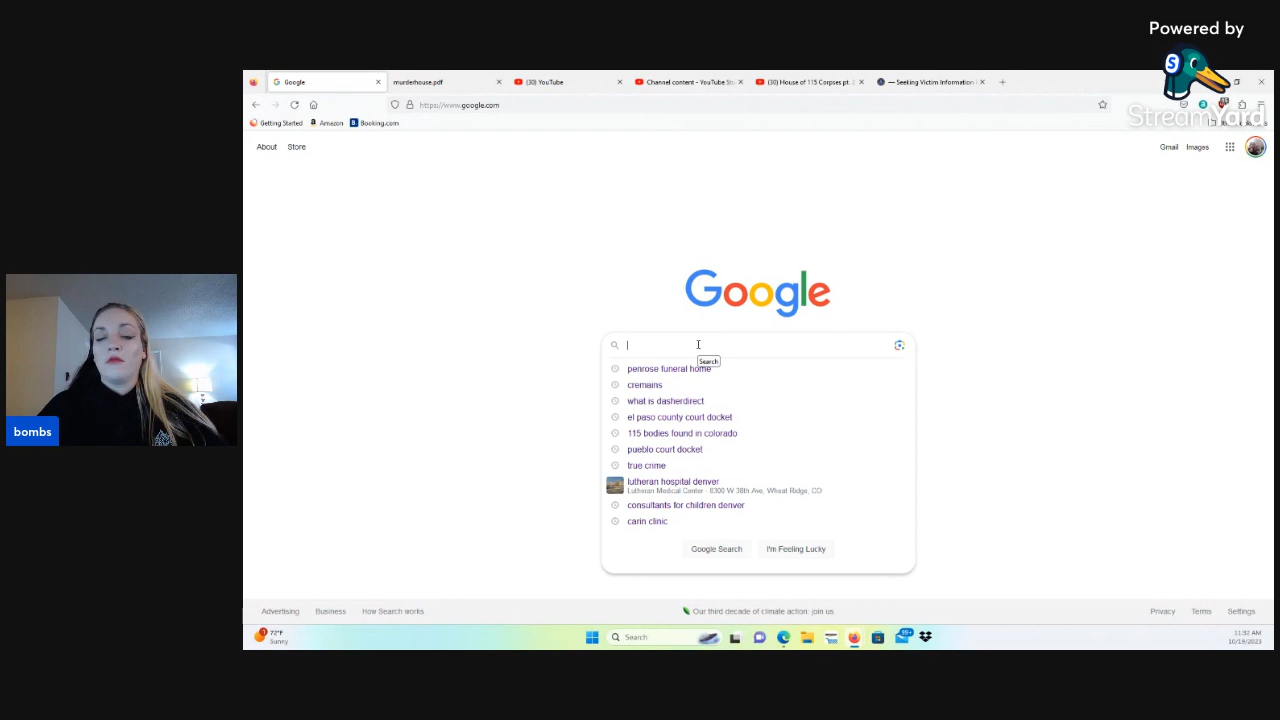 Powered by
StreamYard
Google
murderhouse.pdf
(30) YouTube
Channel content - YouTube Stu
(30) House of 115 Corpses pt. 2
— Seeking Victim Information
https://www.google.com
Getting Started
Amazon
Booking.com
About
Store
Gmail
Images
Google
Search
penrose funeral home
cremains
what is dasherdirect
el paso county court docket
115 bodies found in colorado
pueblo court docket
true crime
lutheran hospital denver
Lutheran Medical Center · 8300 W 38th Ave, Wheat Ridge, CO
consultants for children denver
carin clinic
Google Search
I'm Feeling Lucky
bombs
Advertising
Business
How Search works
Our third decade of climate action: join us
Privacy
Terms
Settings
72°F
Sunny
Search
11:32 AM
10/19/2023